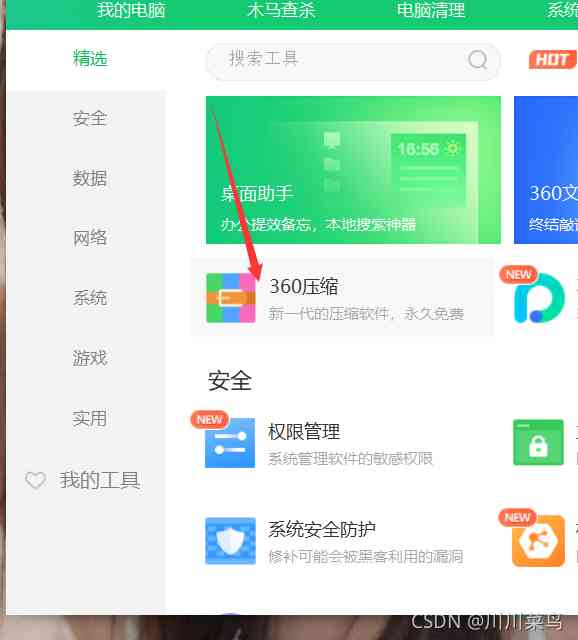 我的电脑 木马查杀 电脑清理 系统
精选
搜索工具
HOT
安全
数据
网络
系统
游戏
实用
我的工具
16:56
桌面助手
办公提效备忘，本地搜索神器
360文
终结敲
360压缩
新一代的压缩软件，永久免费
NEW
安全
NEW
权限管理
系统管理软件的敏感权限
系统安全防护
修补可能会被黑客利用的漏洞
NEW
CSDN @川川菜鸟